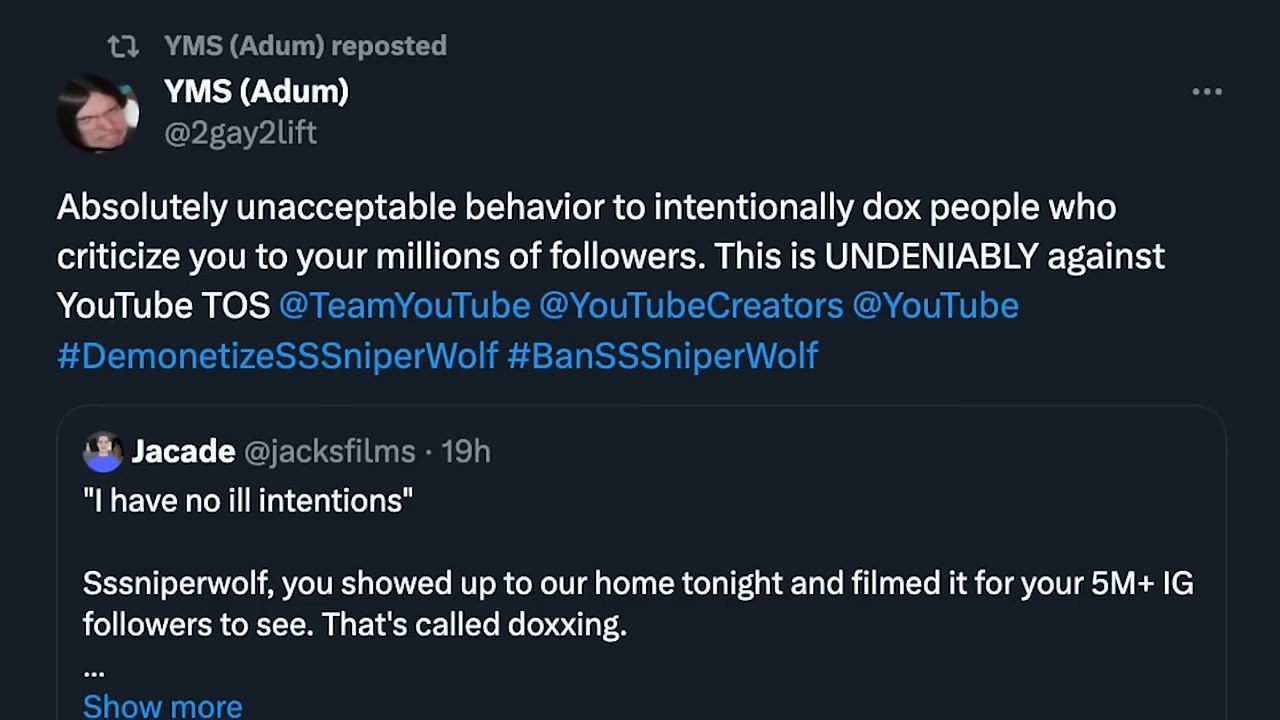 YMS (Adum) reposted
YMS (Adum)
@2gay2lift
Absolutely unacceptable behavior to intentionally dox people who
criticize you to your millions of followers. This is UNDENIABLY against
YouTube TOS @TeamYouTube @YouTubeCreators @YouTube
#DemonetizeSSSniperWolf #BanSSSniperWolf
Jacade @jacksfilms · 19h
"I have no ill intentions"
Sssniperwolf, you showed up to our home tonight and filmed it for your 5M+ IG
followers to see. That's called doxxing.
...
Show more